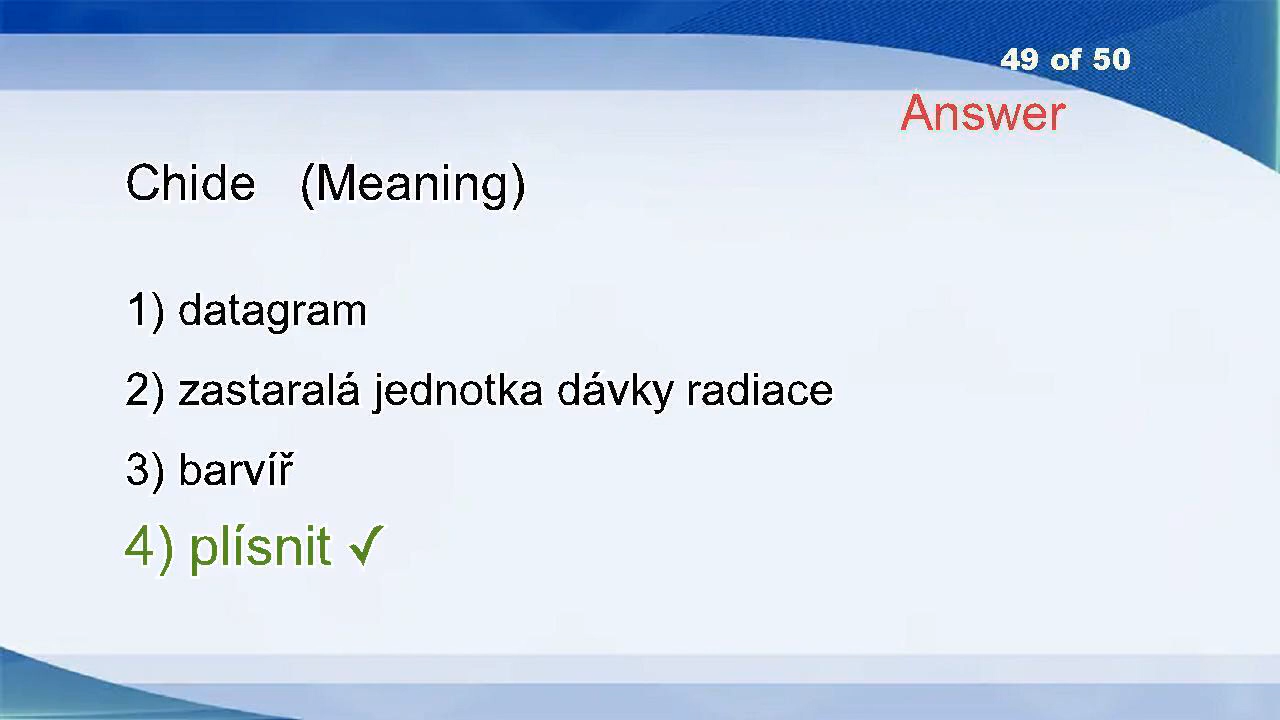 49 of 50
Answer
Chide (Meaning)
1) datagram
2) zastaralá jednotka dávky radiace
3) barvíř
4) plísnit ✓